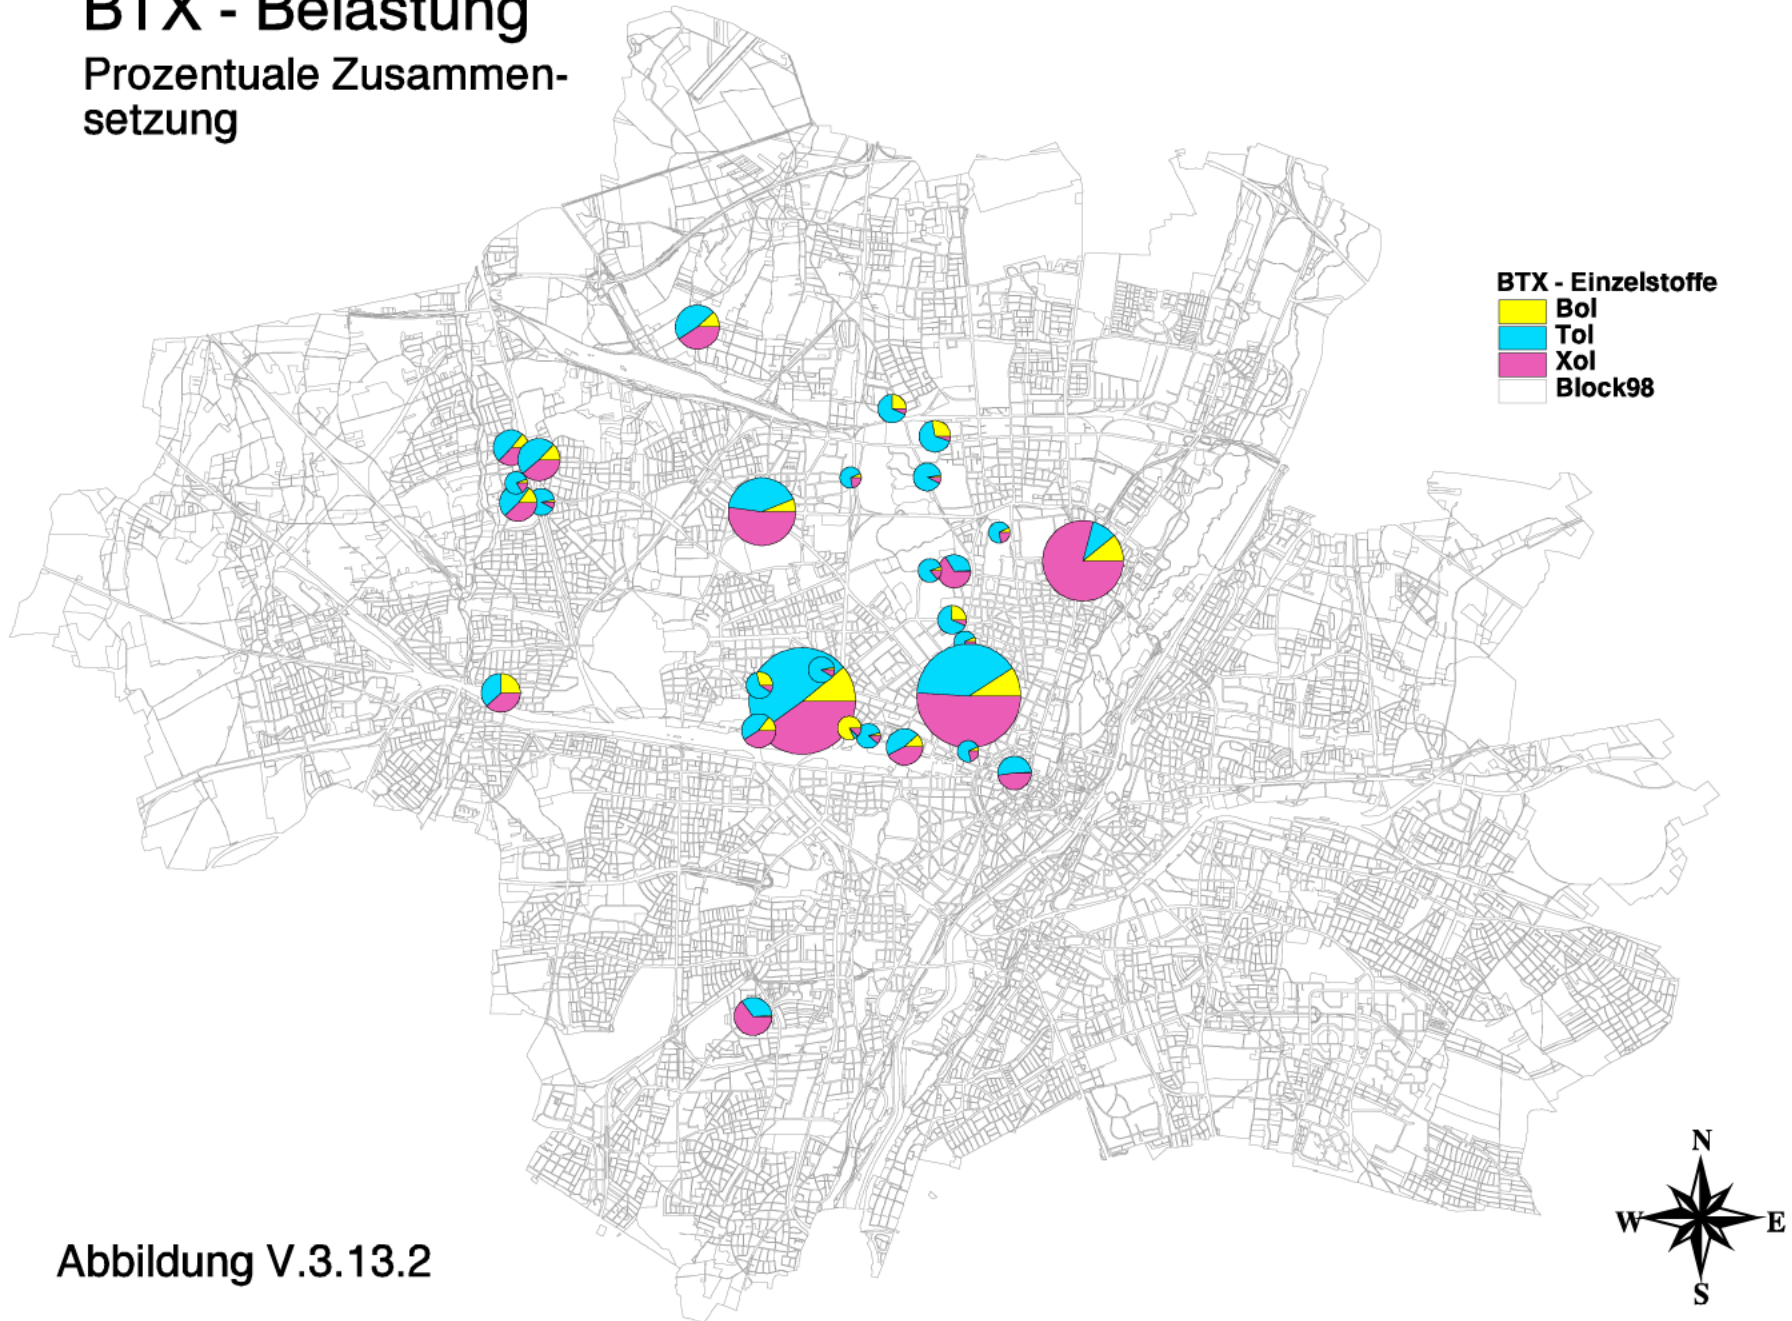 BTX - Belastung
Prozentuale Zusammen-
setzung
BTX - Einzelstoffe
Bol
Tol
Xol
Block98
N
W
E
S
Abbildung V.3.13.2